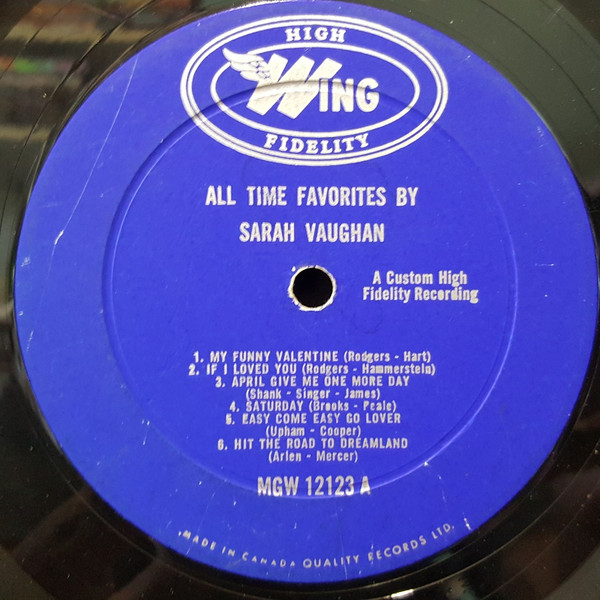 HIGH
WING
FIDELITY
ALL TIME FAVORITES BY
SARAH VAUGHAN
A Custom High
Fidelity Recording
1. MY FUNNY VALENTINE (Rodgers - Hart)
2. IF I LOVED YOU (Rodgers - Hammerstein)
3. APRIL GIVE ME ONE MORE DAY
(Shank - Singer - James)
4. SATURDAY (Brooks - Peale)
5. EASY COME EASY GO LOVER
(Upham - Cooper)
6. HIT THE ROAD TO DREAMLAND
(Arlen - Mercer)
MGW 12123 A
MADE IN CANADA QUALITY RECORDS LTD.